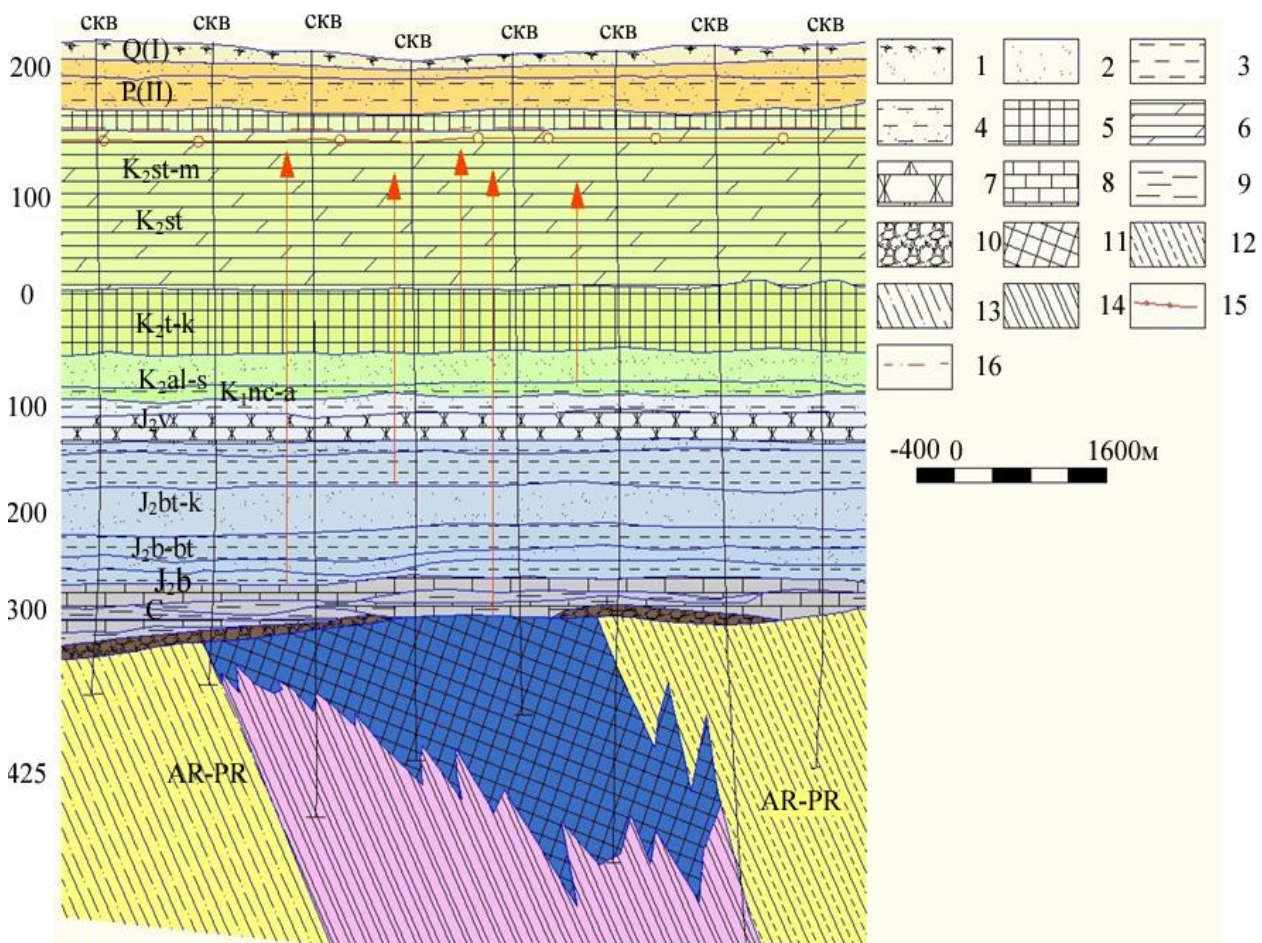 скв скв скв скв скв скв скв скв
Q(I)
200
P(II)
K₂st-m
100
K₂st
0
K₂t-k
K₂al-s K₁nc-a
100
J₂v
J₂bt-k
200
J₂b-bt
J₂b
300
C
425
AR-PR
AR-PR
1 2 3
4 5 6
7 8 9
10 11 12
13 14 15
16
-400 0 1600м